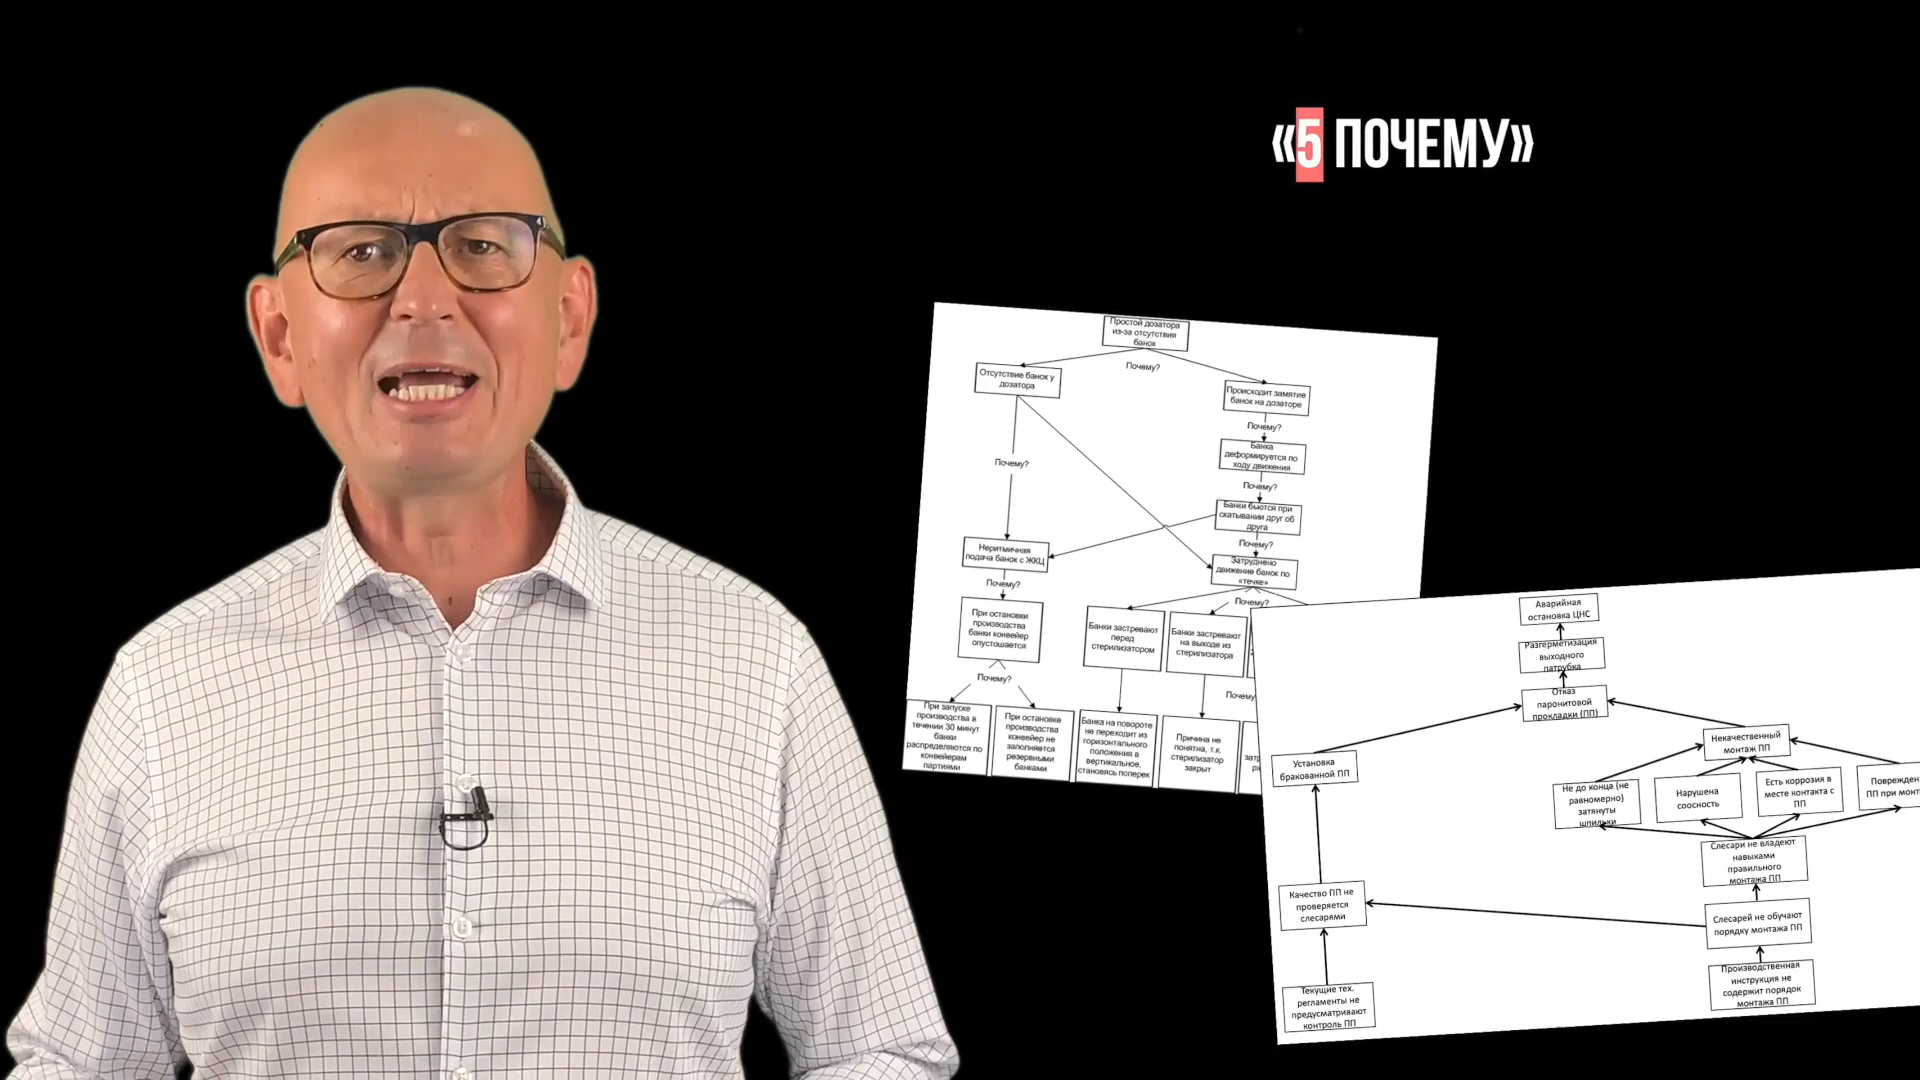 «5 ПОЧЕМУ»
Простой дозатора
из-за отсутствия
банок
Почему?
Отсутствие банок у
дозатора
Происходит замятие
банок на дозаторе
Почему?
Банка
деформируется по
ходу движения
Почему?
Почему?
Банки бьются при
скатывании друг об
друга
Почему?
Неритмичная
подача банок с ЖКЦ
Затруднено
движение банок по
«течке»
Почему?
Почему?
При остановки
производства
банки конвейер
опустошается
Банки застревают
перед
стерилизатором
Банки застревают
на выходе из
стерилизатора
Почему?
Почему
При запуске
производства в
течении 30 минут
банки
распределяются по
конвейерам
партиями
При остановке
производства
конвейер не
заполняется
резервными
банками
Банка на повороте
не переходит из
горизонтального
положения в
вертикальное,
становясь поперек
Причина не
понятна, т.к.
стерилизатор
закрыт
Аварийная
остановка ЦНС
Разгерметизация
выходного
патрубка
Отказ
паронитовой
прокладки (ПП)
Некачественный
монтаж ПП
Установка
бракованной ПП
Не до конца (не
равномерно)
затянуты
шпильки
Нарушена
соосность
Есть коррозия в
месте контакта с
ПП
Поврежден
ПП при монт
Слесари не владеют
навыками
правильного
монтажа ПП
Качество ПП не
проверяется
слесарями
Слесарей не обучают
порядку монтажа ПП
Производственная
инструкция не
содержит порядок
монтажа ПП
Текущие тех.
регламенты не
предусматривают
контроль ПП